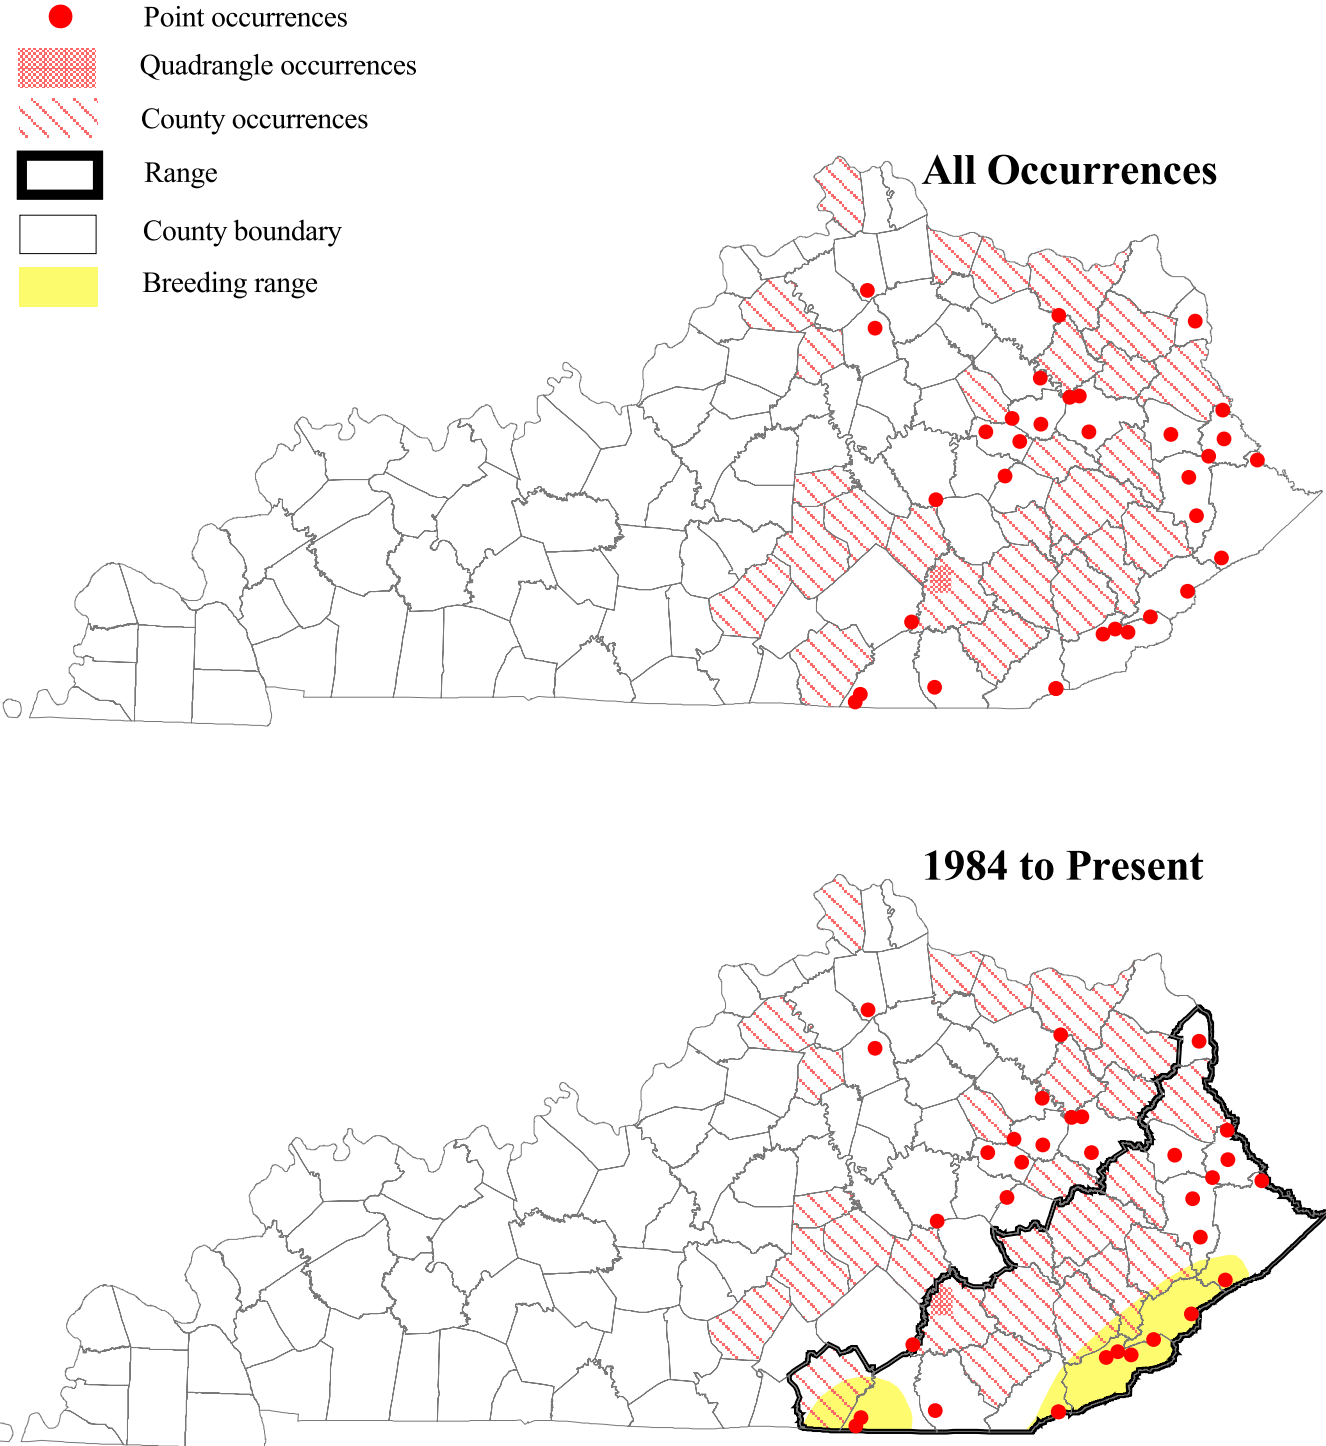 Point occurrences
Quadrangle occurrences
County occurrences
Range
County boundary
Breeding range
All Occurrences
1984 to Present